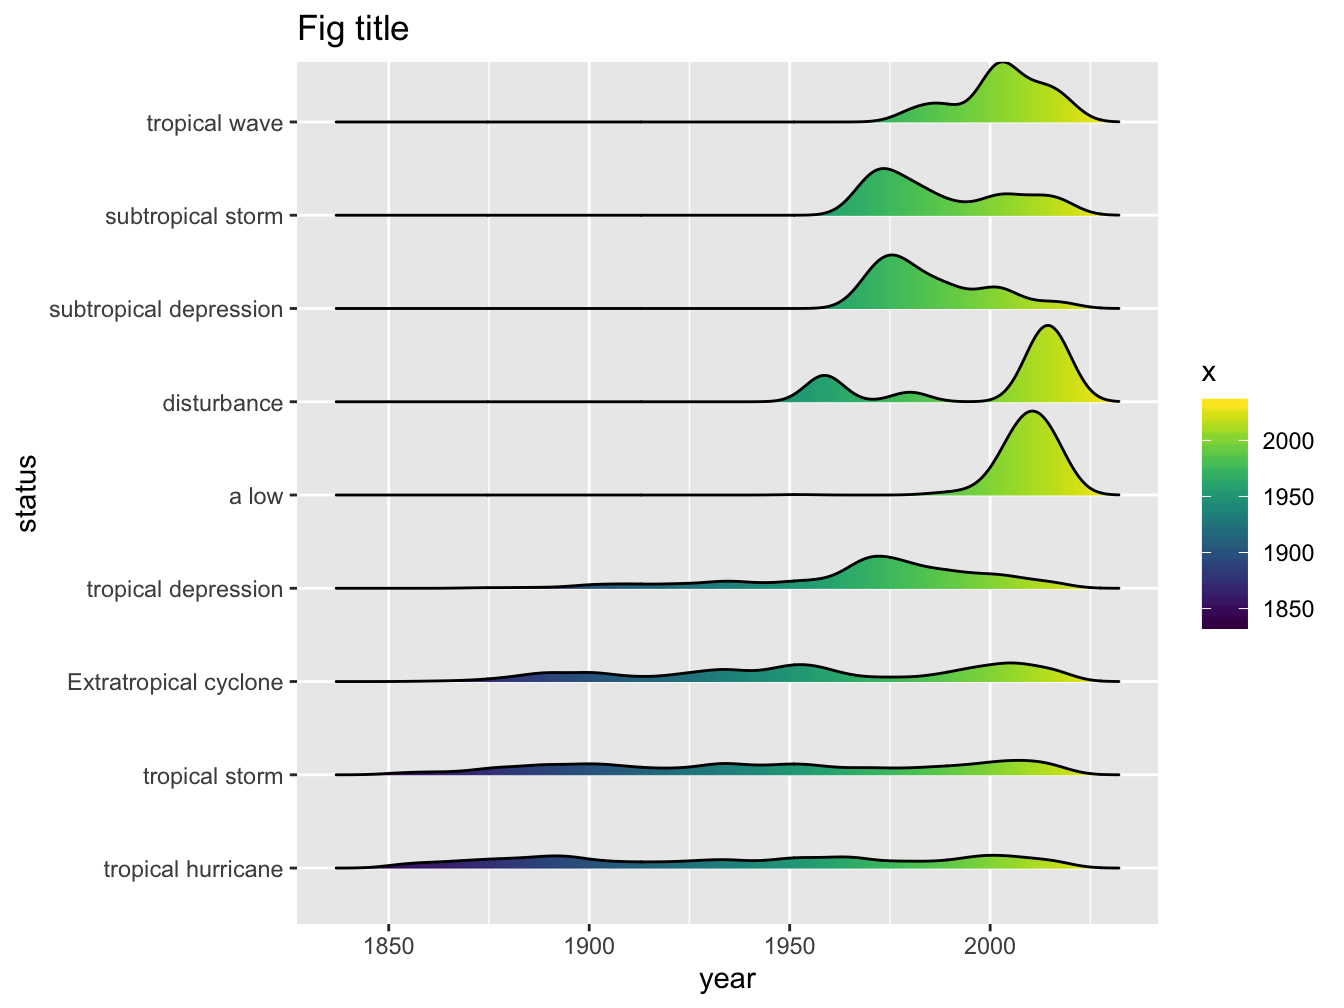 Fig title
tropical wave
subtropical storm
subtropical depression
disturbance
a low
tropical depression
Extratropical cyclone
tropical storm
tropical hurricane
status
1850 1900 1950 2000
year
x
2000
1950
1900
1850